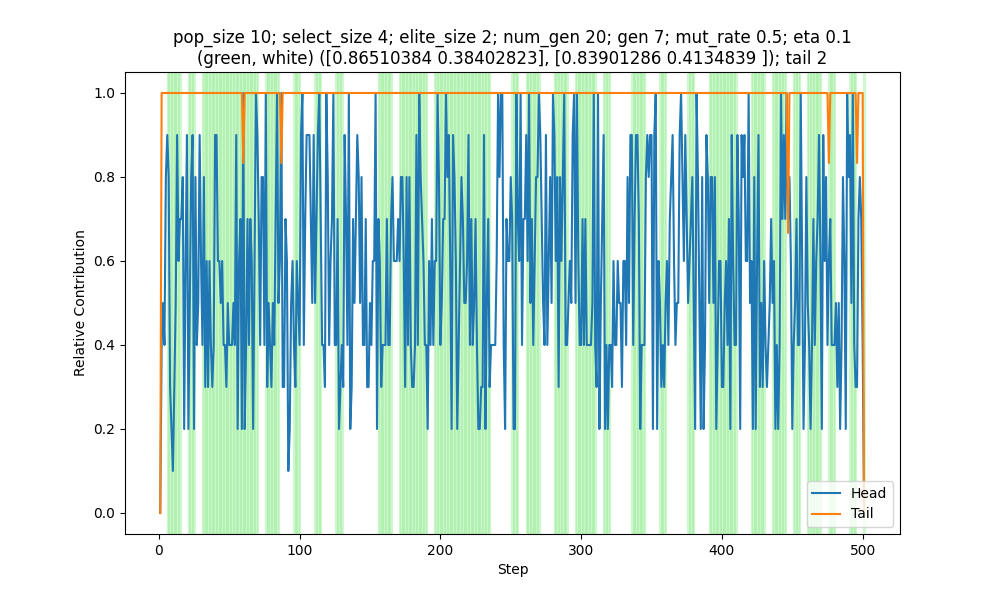 pop_size 10; select_size 4; elite_size 2; num_gen 20; gen 7; mut_rate 0.5; eta 0.1
(green, white) ([0.86510384 0.38402823], [0.83901286 0.4134839 ]); tail 2
1.0
0.8
0.6
0.4
0.2
0.0
Relative Contribution
Head
Tail
0
100
200
300
400
500
Step